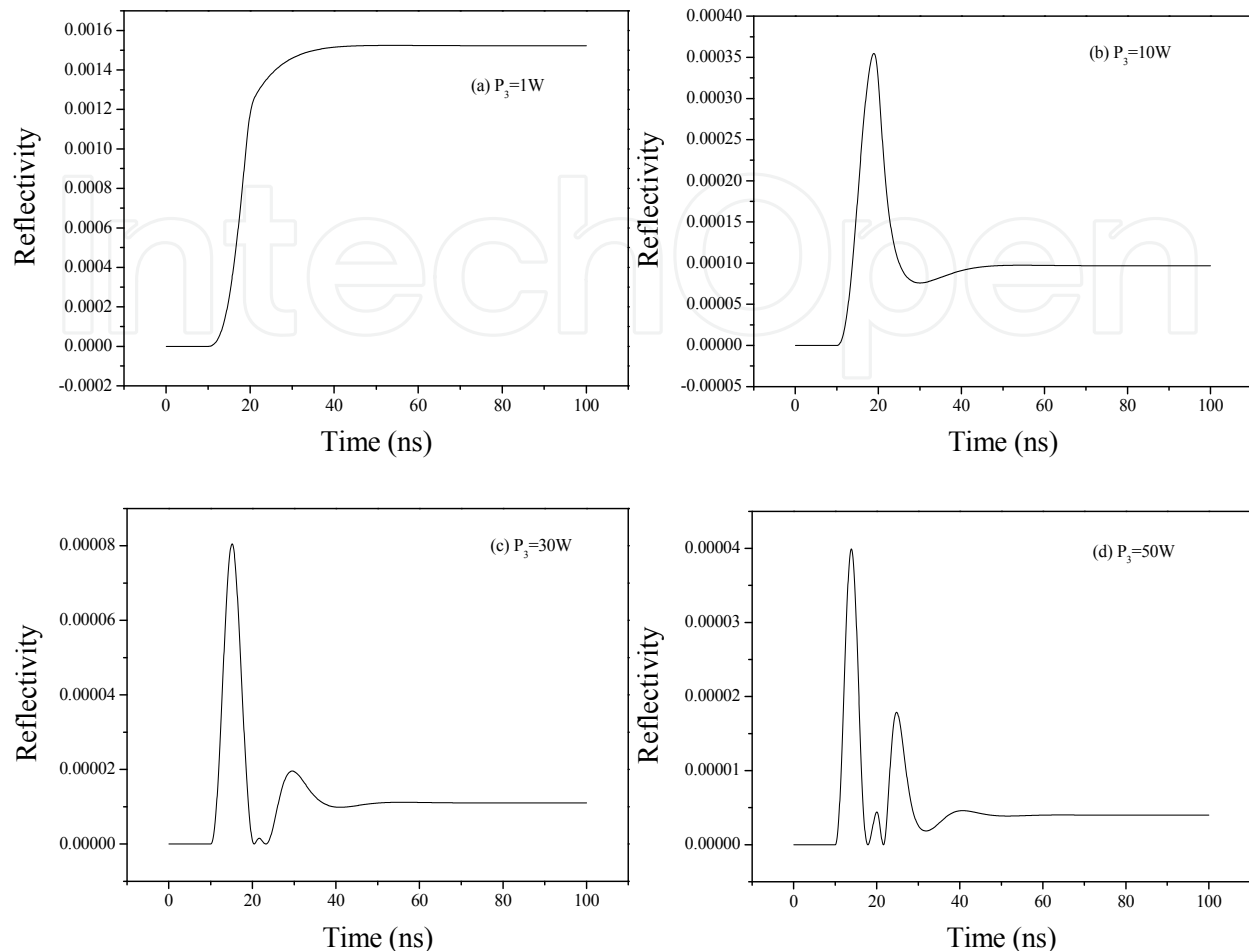 0.0016
0.0014
0.0012
0.0010
0.0008
0.0006
0.0004
0.0002
0.0000
-0.0002
Reflectivity
(a) P₃=1W
0 20 40 60 80 100
Time (ns)
0.00040
0.00035
0.00030
0.00025
0.00020
0.00015
0.00010
0.00005
0.00000
-0.00005
Reflectivity
(b) P₃=10W
0 20 40 60 80 100
Time (ns)
IntechOpen
0.00008
0.00006
0.00004
0.00002
0.00000
Reflectivity
(c) P₃=30W
0 20 40 60 80 100
Time (ns)
0.00004
0.00003
0.00002
0.00001
0.00000
Reflectivity
(d) P₃=50W
0 20 40 60 80 100
Time (ns)